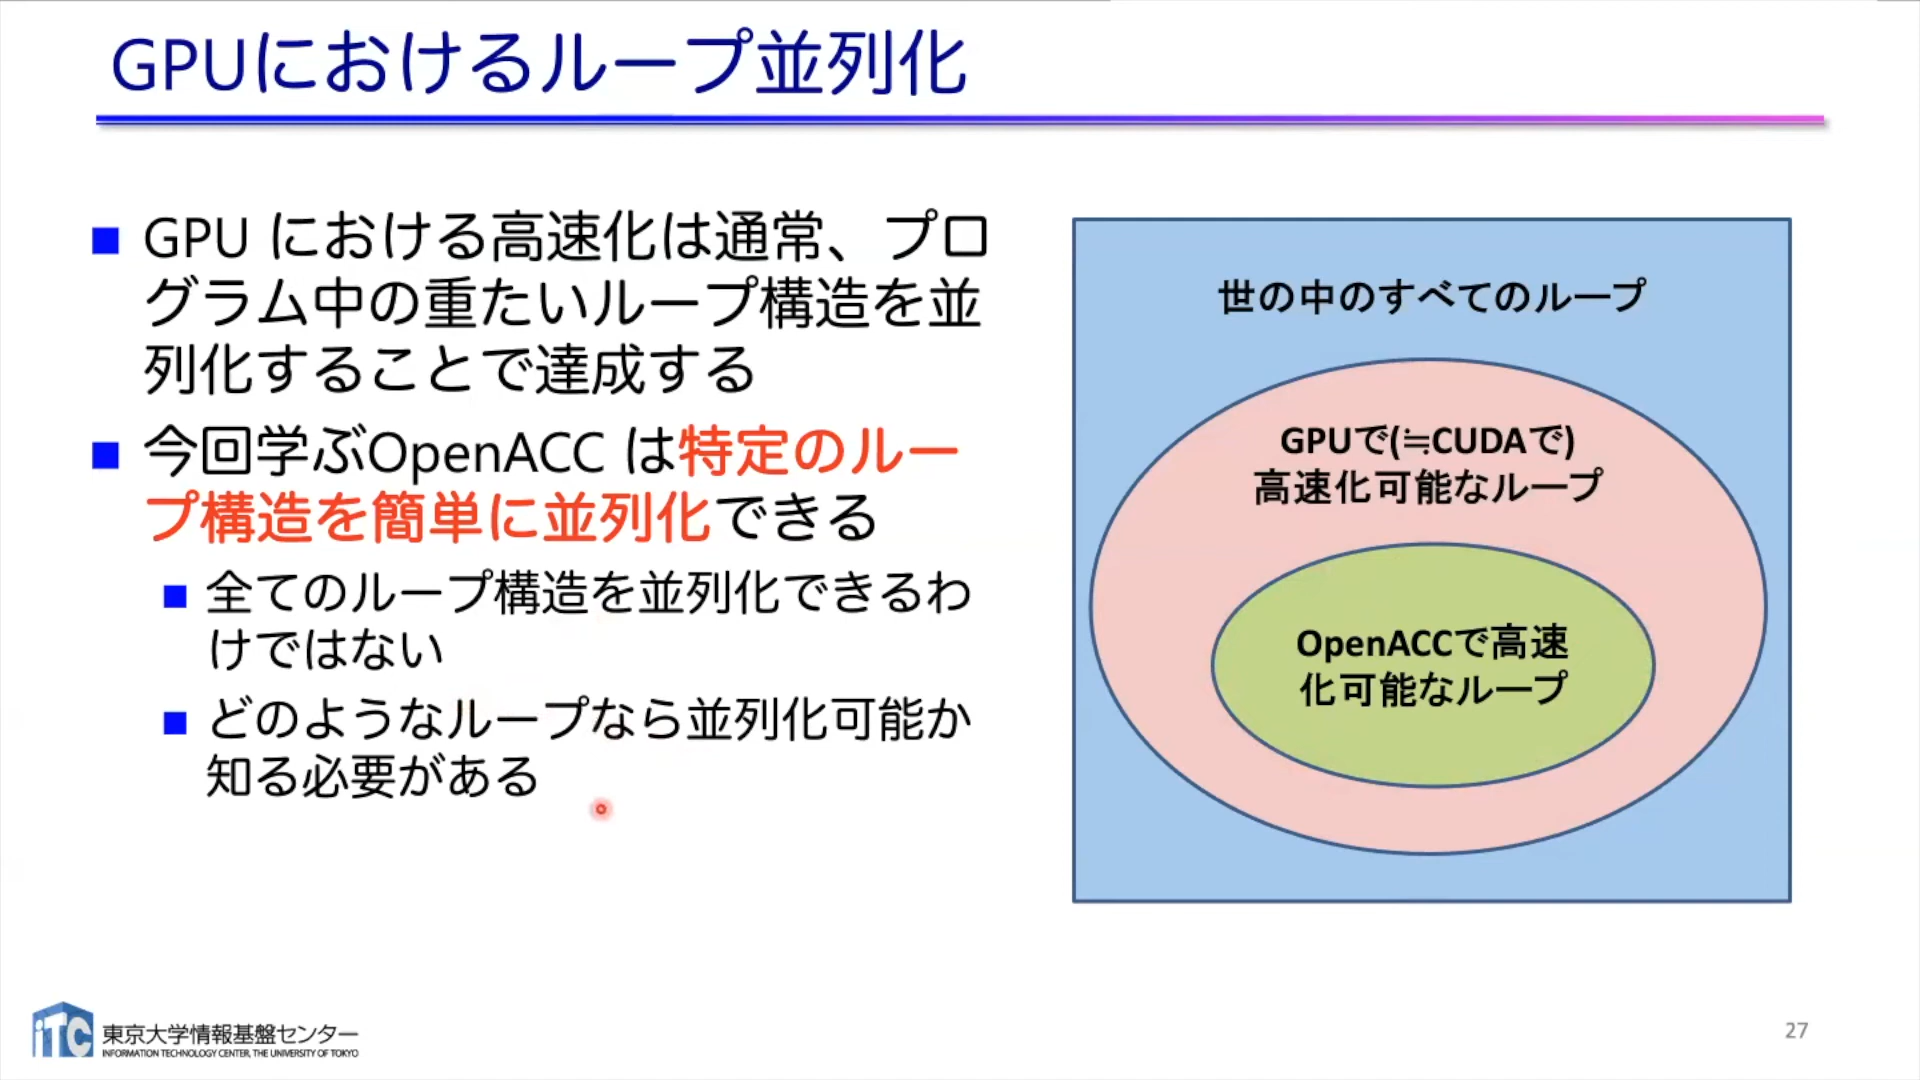 GPUにおけるループ並列化
GPU における高速化は通常、プロ
グラム中の重たいループ構造を並
列化することで達成する
今回学ぶOpenACC は特定のルー
プ構造を簡単に並列化できる
全てのループ構造を並列化できるわ
けではない
どのようなループなら並列化可能か
知る必要がある
世の中のすべてのループ
GPUで(≒CUDAで)
高速化可能なループ
OpenACCで高速
化可能なループ
iTC
東京大学情報基盤センター
INFORMATION TECHNOLOGY CENTER, THE UNIVERSITY OF TOKYO
27